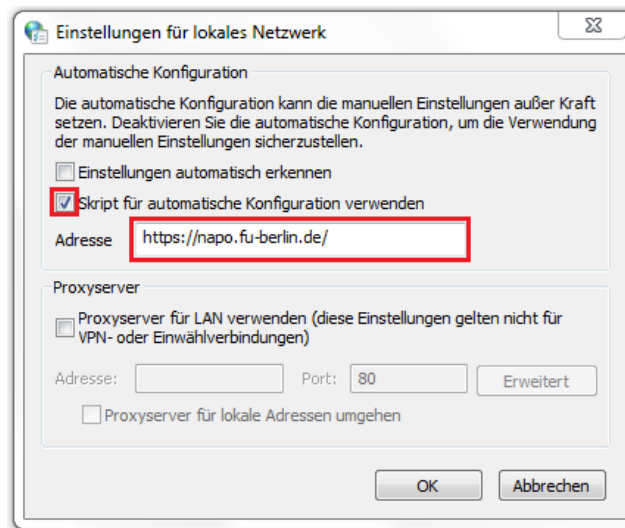 Einstellungen für lokales Netzwerk
Automatische Konfiguration
Die automatische Konfiguration kann die manuellen Einstellungen außer Kraft
setzen. Deaktivieren Sie die automatische Konfiguration, um die Verwendung
der manuellen Einstellungen sicherzustellen.
Einstellungen automatisch erkennen
Skript für automatische Konfiguration verwenden
Adresse https://napo.fu-berlin.de/
Proxyserver
Proxyserver für LAN verwenden (diese Einstellungen gelten nicht für
VPN- oder Einwählverbindungen)
Adresse: Port: 80 Erweitert
Proxyserver für lokale Adressen umgehen
OK Abbrechen